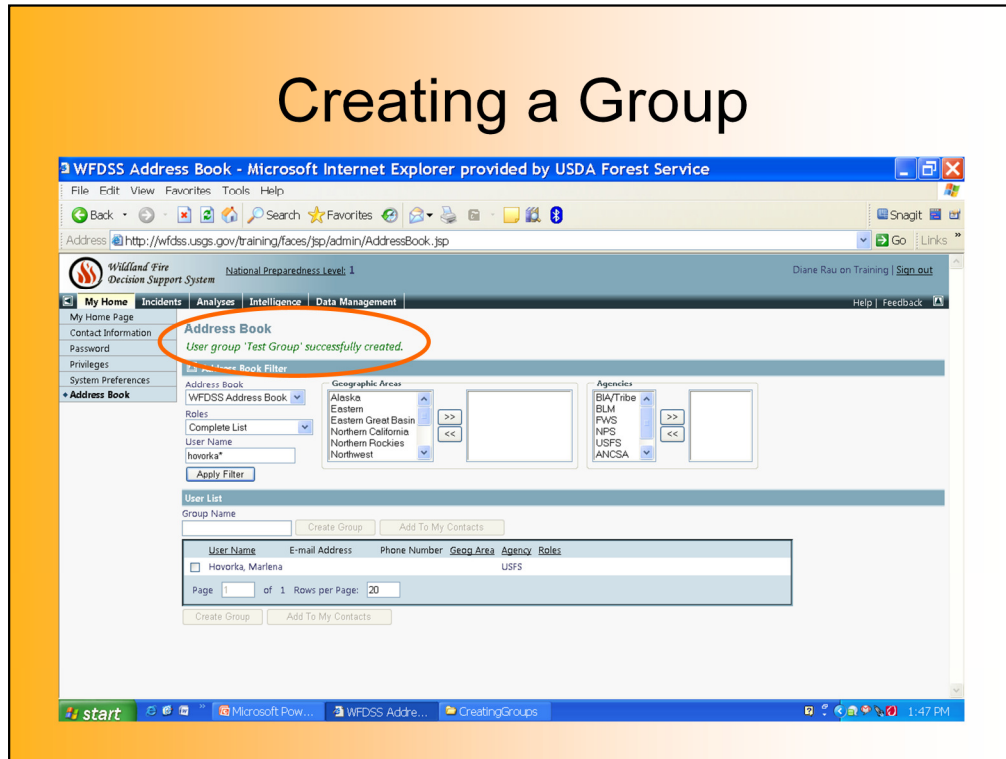 Creating a Group
WFDSS Address Book - Microsoft Internet Explorer provided by USDA Forest Service
File Edit View Favorites Tools Help
Back Search Favorites Snagit
Address http://wfdss.usgs.gov/training/faces/jsp/admin/AddressBook.jsp Go Links »
Wildland Fire
Decision Support System
National Preparedness Level: 1
Diane Rau on Training | Sign out
My Home Incidents Analyses Intelligence Data Management Help | Feedback
My Home Page
Contact Information
Password
Privileges
System Preferences
Address Book
Address Book
User group 'Test Group' successfully created.
Address Book Filter
Address Book
WFDSS Address Book
Roles
Complete List
User Name
hovorka*
Apply Filter
Geographic Areas
Alaska
Eastern
Eastern Great Basin
Northern California
Northern Rockies
Northwest
>>
<<
Agencies
BIA/Tribe
BLM
FWS
NPS
USFS
ANCSA
>>
<<
User List
Group Name
Create Group Add To My Contacts
User Name E-mail Address Phone Number Geog Area Agency Roles
Hovorka, Marlena USFS
Page 1 of 1 Rows per Page: 20
Create Group Add To My Contacts
start » Microsoft Pow... WFDSS Addre... CreatingGroups 1:47 PM